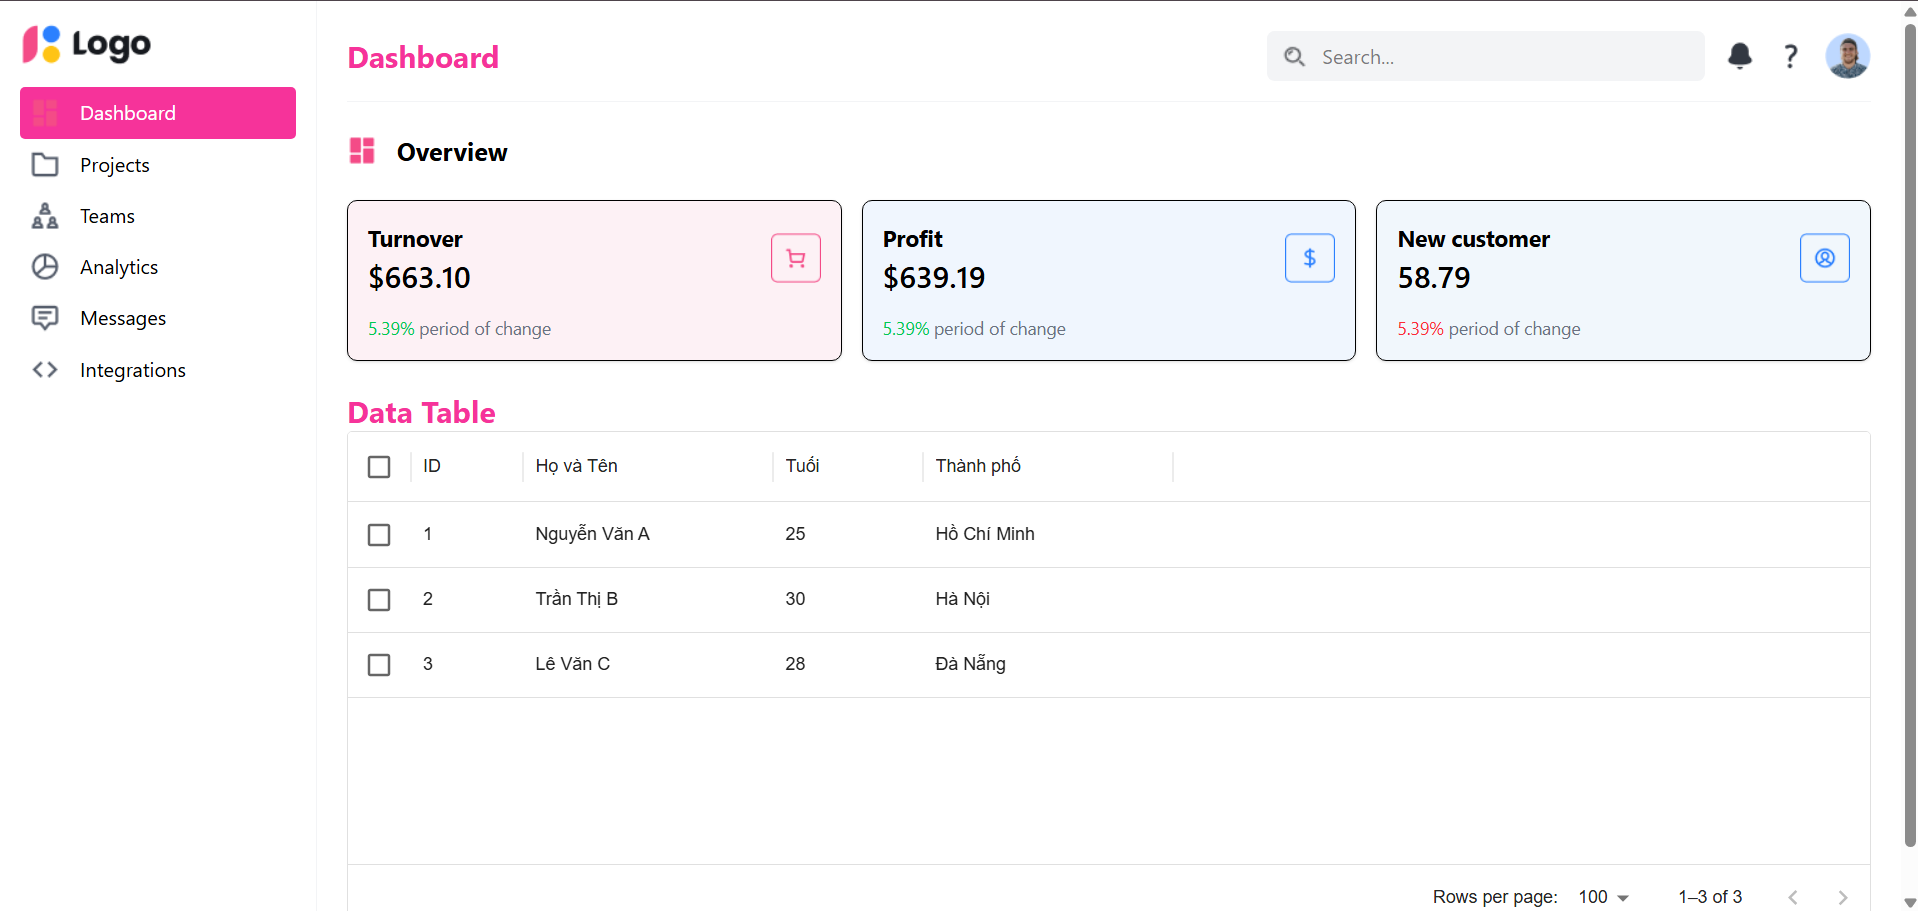 Logo
Dashboard
Projects
Teams
Analytics
Messages
Integrations
Dashboard
Search...
?
Overview
Turnover
$663.10
5.39% period of change
Profit
$639.19
$
5.39% period of change
New customer
58.79
5.39% period of change
Data Table
ID Họ và Tên Tuổi Thành phố
1 Nguyễn Văn A 25 Hồ Chí Minh
2 Trần Thị B 30 Hà Nội
3 Lê Văn C 28 Đà Nẵng
Rows per page: 100 1–3 of 3